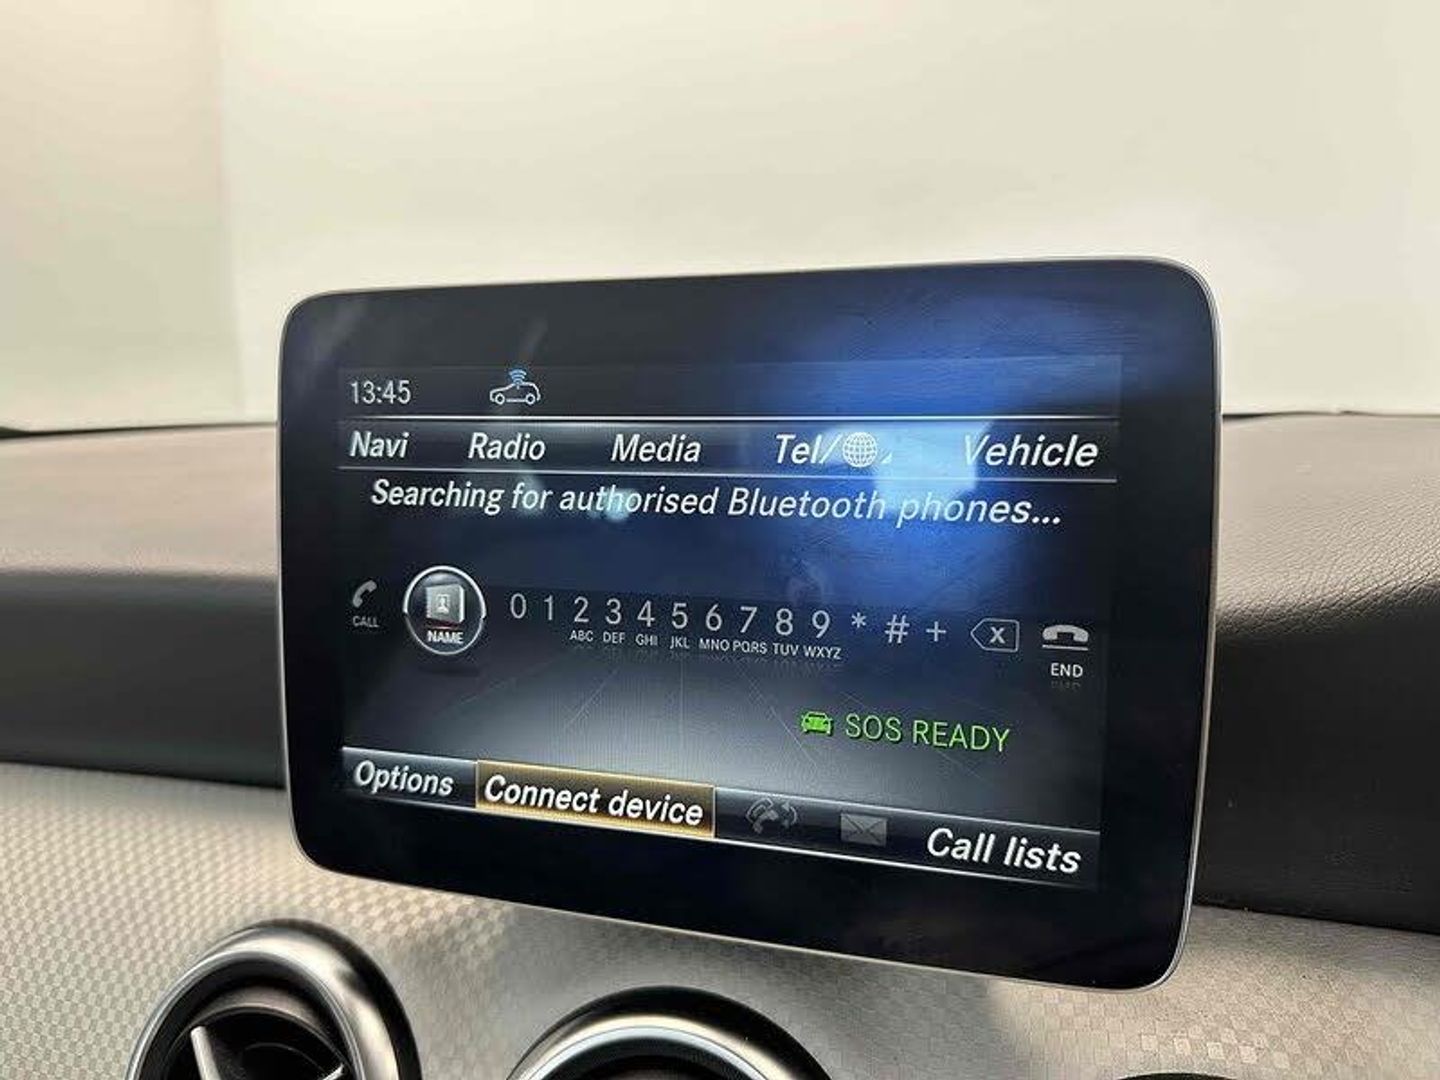 13:45
Navi Radio Media Tel/ Vehicle
Searching for authorised Bluetooth phones...
CALL NAME 0 1 2 3 4 5 6 7 8 9 * # + X END
ABC DEF GHI JKL MNO PQRS TUV WXYZ
SOS READY
Options Connect device Call lists